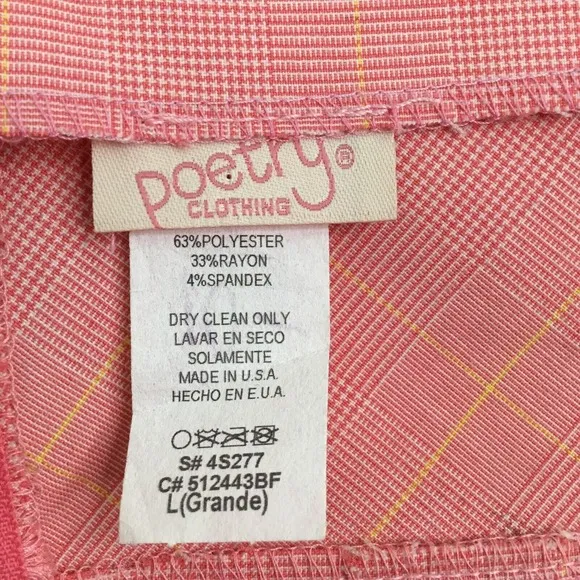 poetry®
CLOTHING
63%POLYESTER
33%RAYON
4%SPANDEX
DRY CLEAN ONLY
LAVAR EN SECO
SOLAMENTE
MADE IN U.S.A.
HECHO EN E.U.A.
S# 4S277
C# 512443BF
L(Grande)